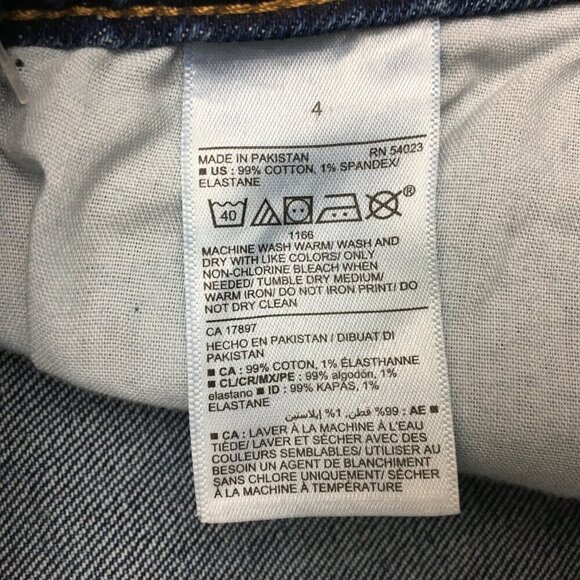 4
MADE IN PAKISTAN RN 54023
■ US : 99% COTTON, 1% SPANDEX/
ELASTANE
40
1166
MACHINE WASH WARM/ WASH AND
DRY WITH LIKE COLORS/ ONLY
NON-CHLORINE BLEACH WHEN
NEEDED/ TUMBLE DRY MEDIUM/
WARM IRON/ DO NOT IRON PRINT/ DO
NOT DRY CLEAN
CA 17897
HECHO EN PAKISTAN / DIBUAT DI
PAKISTAN
■ CA : 99% COTON, 1% ÉLASTHANNE
■ CL/CR/MX/PE : 99% algodón, 1%
elastano ■ ID : 99% KAPAS, 1%
ELASTANE
■ AE : 99% قطن, 1% إيلاستين
■ CA : LAVER À LA MACHINE À L'EAU
TIÈDE/ LAVER ET SÉCHER AVEC DES
COULEURS SEMBLABLES/ UTILISER AU
BESOIN UN AGENT DE BLANCHIMENT
SANS CHLORE UNIQUEMENT/ SÉCHER
À LA MACHINE À TEMPÉRATURE